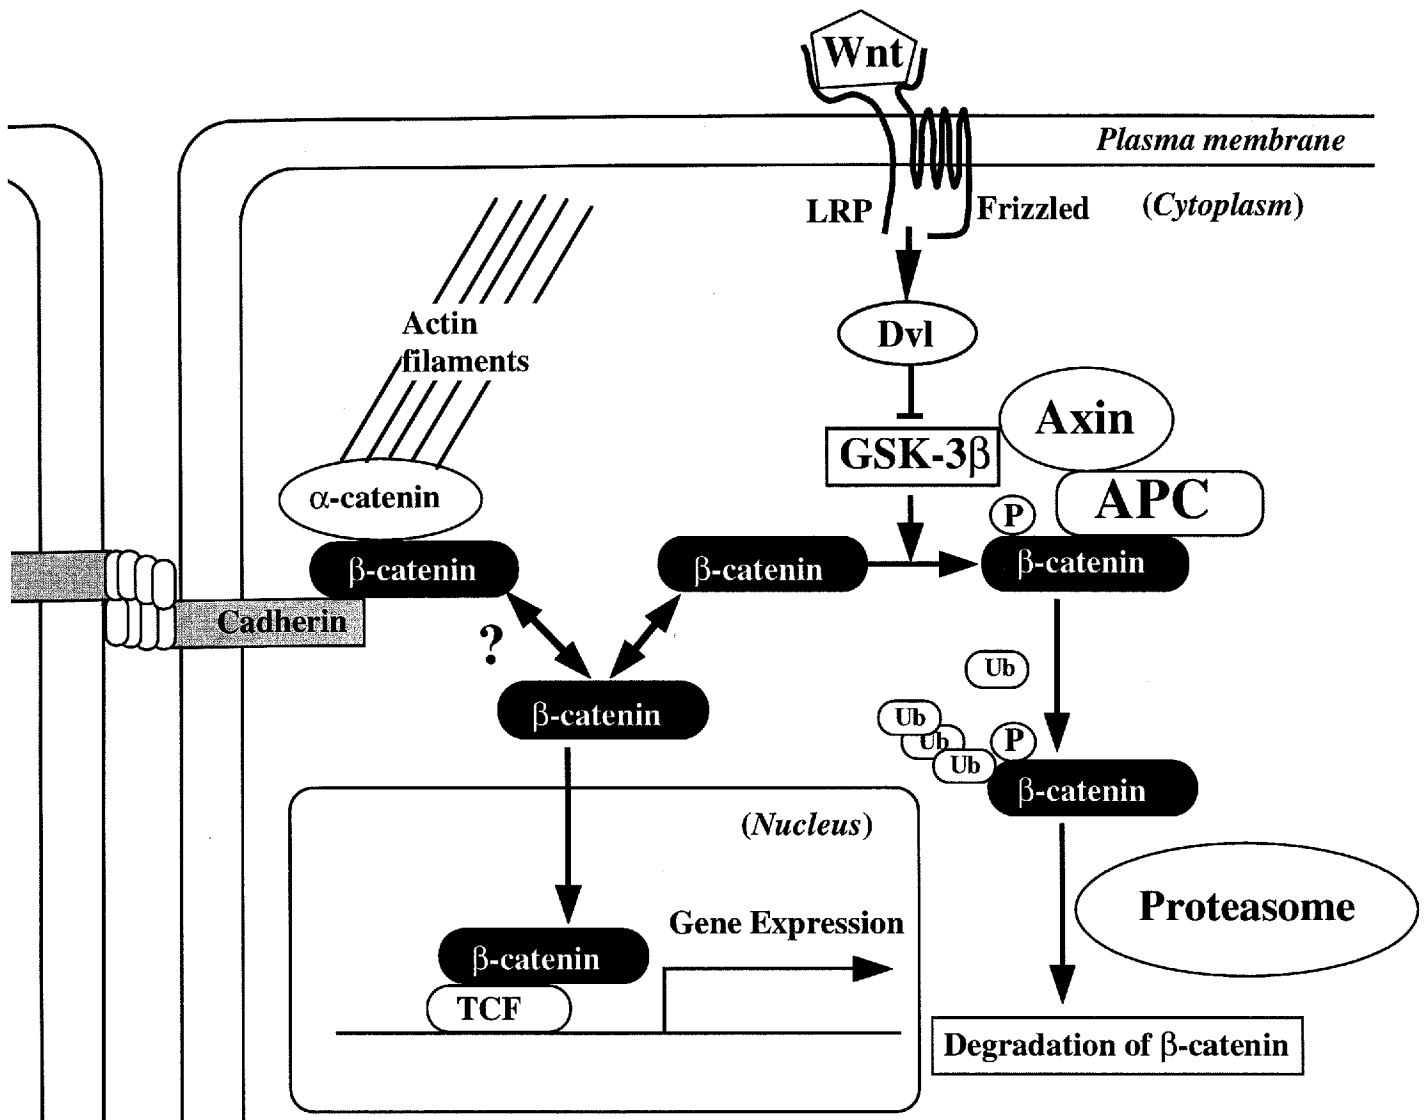 Wnt
Plasma membrane
LRP
Frizzled
(Cytoplasm)
Actin
filaments
Dvl
Axin
GSK-3β
α-catenin
APC
P
β-catenin
β-catenin
β-catenin
Cadherin
?
Ub
β-catenin
Ub
Ub
Ub
P
β-catenin
(Nucleus)
Gene Expression
Proteasome
β-catenin
TCF
Degradation of β-catenin